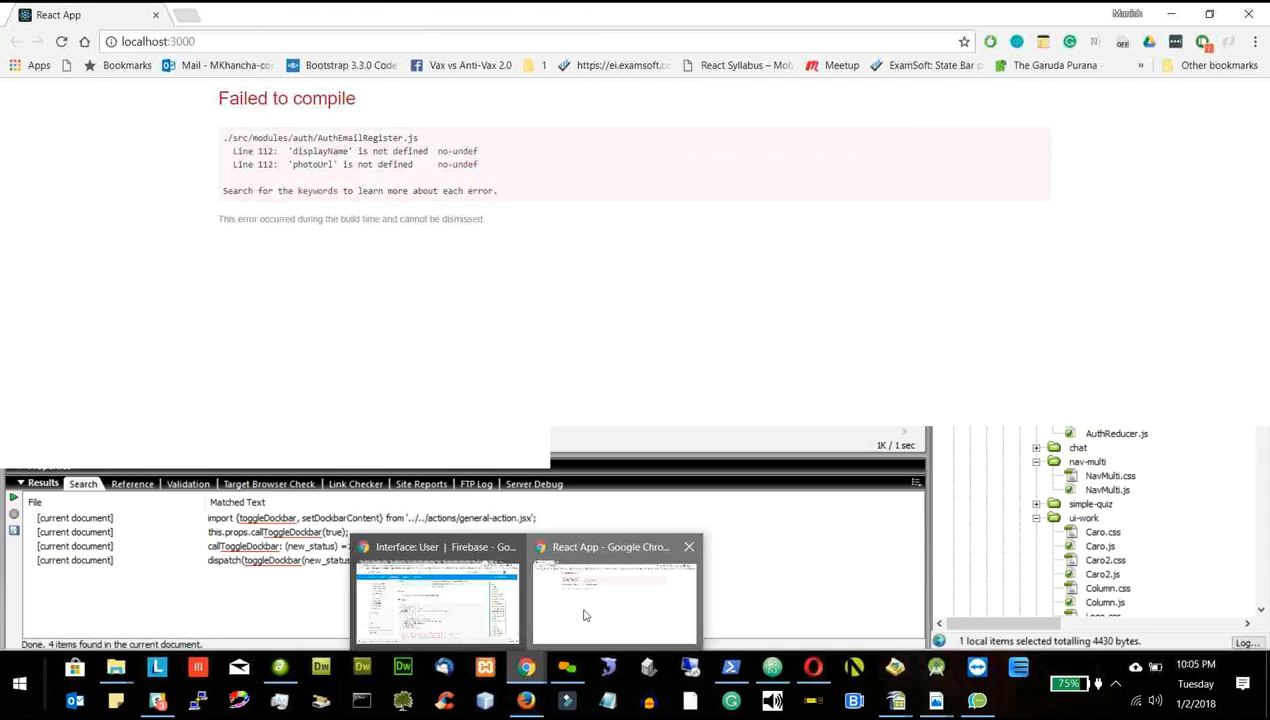 React App
Manish
localhost:3000
Apps
Bookmarks
Mail - MKhancha-co
Bootstrap 3.3.0 Code
Vax vs Anti-Vax 2.0
1
https://ei.examsoft.c
React Syllabus – Mob
Meetup
ExamSoft: State Bar
The Garuda Purana -
»
Other bookmarks
Failed to compile
./src/modules/auth/AuthEmailRegister.js
Line 112: 'displayName' is not defined no-undef
Line 112: 'photoUrl' is not defined no-undef
Search for the keywords to learn more about each error.
This error occurred during the build time and cannot be dismissed.
1K / 1 sec
AuthReducer.js
chat
nav-multi
NavMulti.css
NavMulti.js
simple-quiz
ui-work
Caro.css
Caro.js
Caro2.css
Caro2.js
Column.css
Column.js
Results Search Reference Validation Target Browser Check Link Checker Site Reports FTP Log Server Debug
File Matched Text
[current document] import {toggleDockbar, setDockbarContent} from '../../actions/general-action.jsx';
[current document] this.props.callToggleDockbar(true);
[current document] callToggleDockbar: (new_status) =
[current document] dispatch(toggleDockbar(new_status
Interface: User | Firebase - Go...
React App - Google Chro...
Done. 4 items found in the current document.
1 local items selected totalling 4430 bytes.
Log...
OFF
75%
10:05 PM
Tuesday
1/2/2018